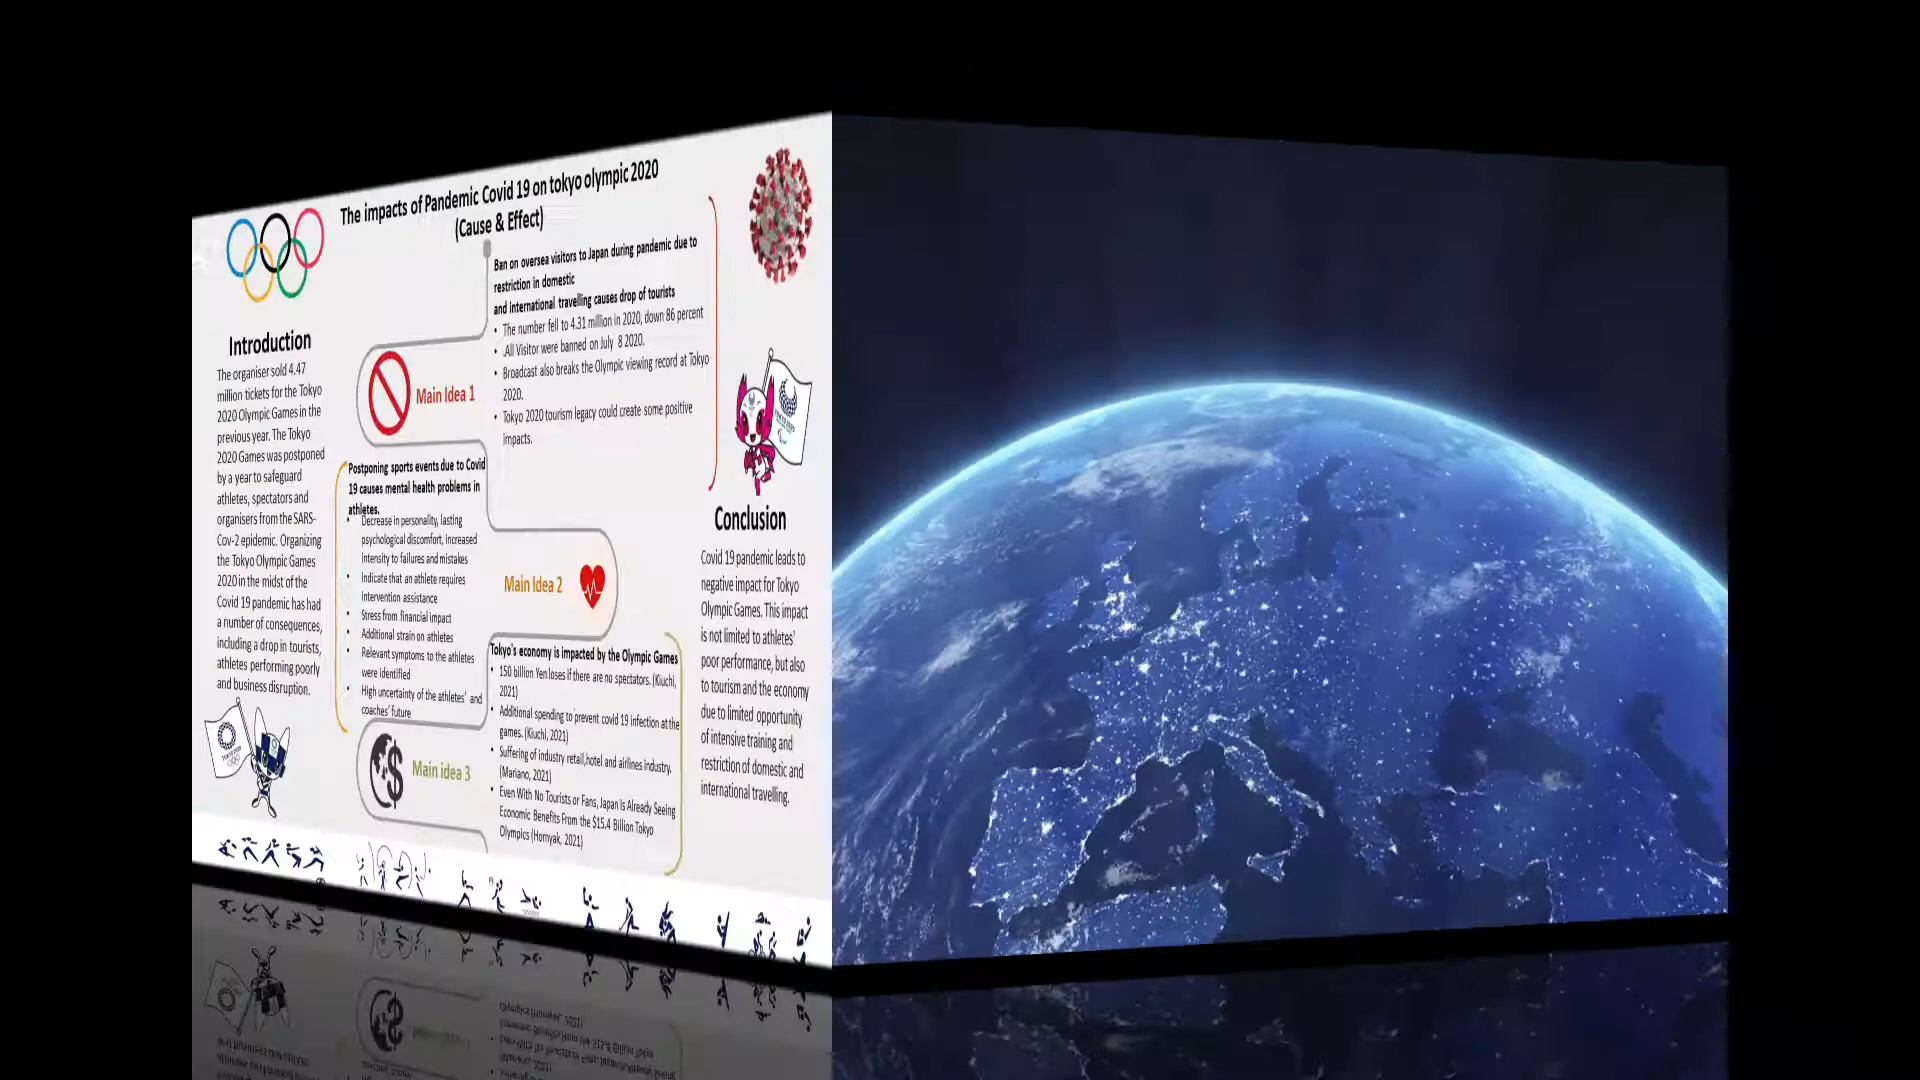 The impacts of Pandemic Covid 19 on tokyo olympic 2020
(Cause & Effect)
Introduction
The organiser sold 4.47
million tickets for the Tokyo
2020 Olympic Games in the
previous year. The Tokyo
2020 Games was postponed
by a year to safeguard
athletes, spectators and
organisers from the SARS-
Cov-2 epidemic. Organizing
the Tokyo Olympic Games
2020 in the midst of the
Covid 19 pandemic has had
a number of consequences,
including a drop in tourists,
athletes performing poorly
and business disruption.
Main Idea 1
Ban on oversea visitors to Japan during pandemic due to
restriction in domestic
and international travelling causes drop of tourists
• The number fell to 4.31 million in 2020, down 86 percent
• .All Visitor were banned on July 8 2020.
• Broadcast also breaks the Olympic viewing record at Tokyo
2020.
• Tokyo 2020 tourism legacy could create some positive
impacts.
Postponing sports events due to Covid
19 causes mental health problems in
athletes.
• Decrease in personality, lasting
psychological discomfort, increased
intensity to failures and mistakes
• Indicate that an athlete requires
intervention assistance
• Stress from financial impact
• Additional strain on athletes
• Relevant symptoms to the athletes
were identified
• High uncertainty of the athletes' and
coaches' future
Main Idea 2
Main idea 3
Tokyo's economy is impacted by the Olympic Games
• 150 billion Yen loses if there are no spectators. (Kiuchi,
2021)
• Additional spending to prevent covid 19 infection at the
games. (Kiuchi, 2021)
• Suffering of industry retail,hotel and airlines industry.
(Mariano, 2021)
• Even With No Tourists or Fans, Japan Is Already Seeing
Economic Benefits From the $15.4 Billion Tokyo
Olympics (Hornyak, 2021)
Conclusion
Covid 19 pandemic leads to
negative impact for Tokyo
Olympic Games. This impact
is not limited to athletes'
poor performance, but also
to tourism and the economy
due to limited opportunity
of intensive training and
restriction of domestic and
international travelling.